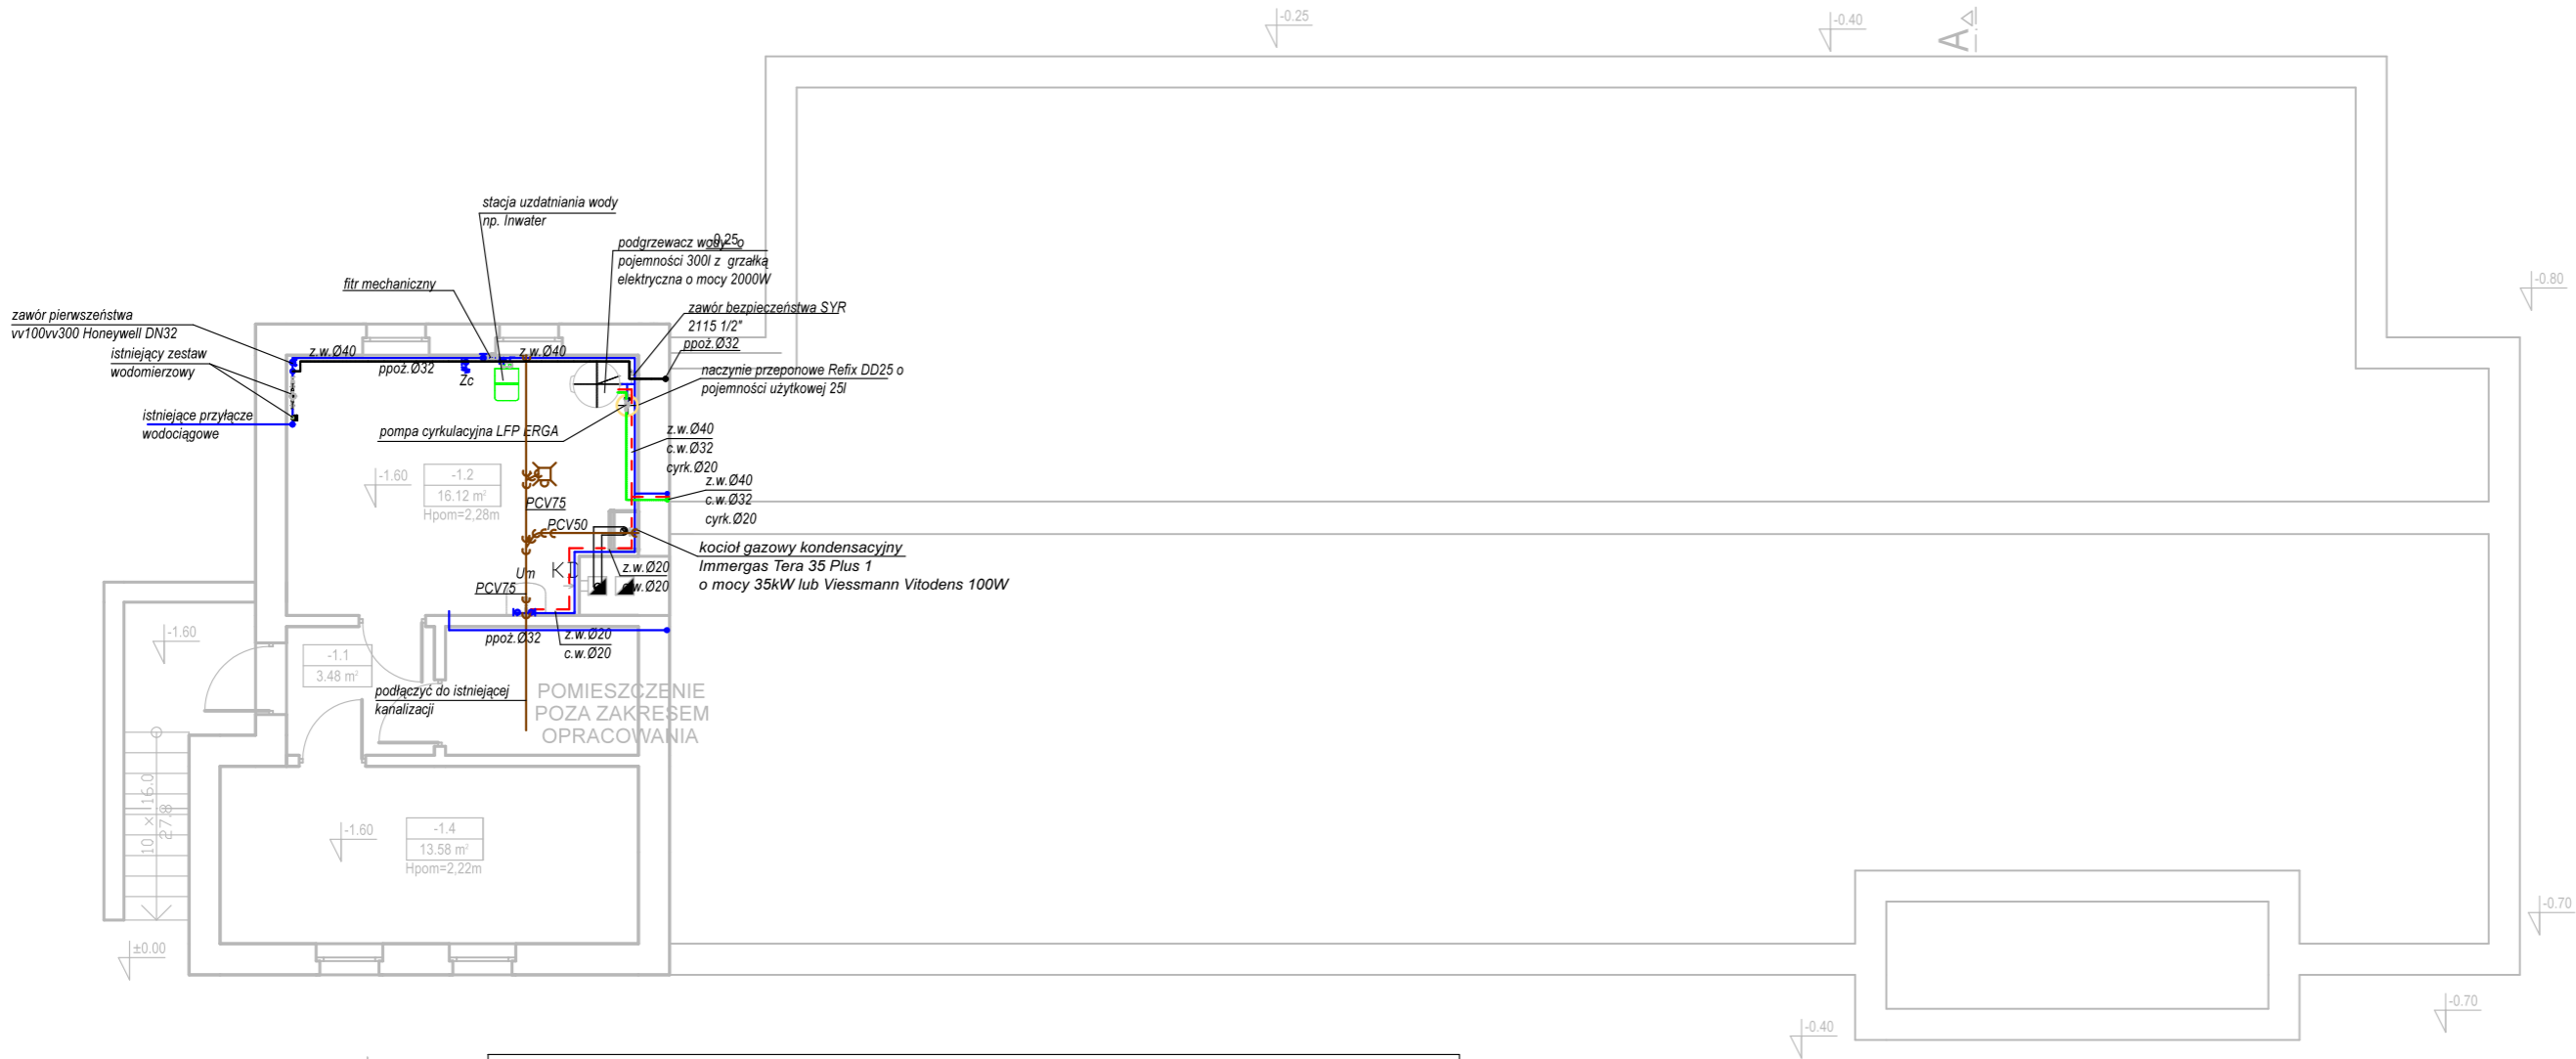 -0.25
-0.40
A
-0.80
stacja uzdatniania wody
np. Inwater
-0.25
podgrzewacz wody o
pojemności 300l z grzałką
elektryczna o mocy 2000W
fitr mechaniczny
zawór bezpieczeństwa SYR
2115 1/2"
zawór pierwszeństwa
vv100vv300 Honeywell DN32
istniejący zestaw
wodomierzowy
z.w.Ø40
z.w.Ø40
ppoż.Ø32
ppoż.Ø32
Zc
naczynie przeponowe Refix DD25 o
pojemności użytkowej 25l
istniejące przyłącze
wodociągowe
pompa cyrkulacyjna LFP ERGA
z.w.Ø40
c.w.Ø32
cyrk.Ø20
z.w.Ø40
c.w.Ø32
cyrk.Ø20
-1.60
-1.2
16.12 m²
Hpom=2,28m
PCV75
PCV50
kocioł gazowy kondensacyjny
Immergas Tera 35 Plus 1
o mocy 35kW lub Viessmann Vitodens 100W
Um
z.w.Ø20
c.w.Ø20
PCV75
ppoż.Ø32
z.w.Ø20
c.w.Ø20
-1.60
-1.1
3.48 m²
podłączyć do istniejącej
kanalizacji
POMIESZCZENIE
POZA ZAKRESEM
OPRACOWANIA
10 × 16.0
27.8
-1.60
-1.4
13.58 m²
Hpom=2,22m
±0.00
-0.70
-0.70
-0.40